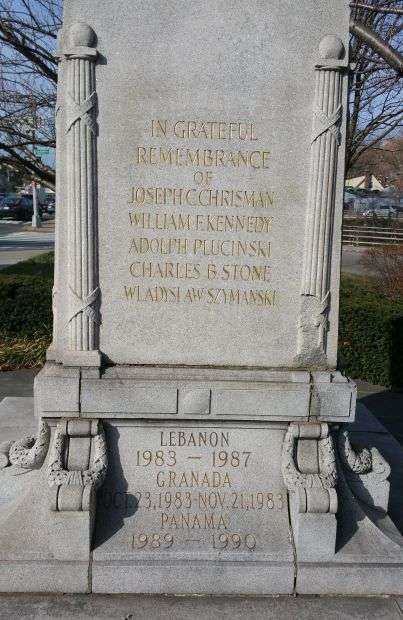 IN GRATEFUL
REMEMBRANCE
OF
JOSEPH C. CHRISMAN
WILLIAM F. KENNEDY
ADOLPH PLUCINSKI
CHARLES B. STONE
WLADYSLAW SZYMANSKI
LEBANON
1983 – 1987
GRANADA
OCT. 23, 1983-NOV. 21, 1983
PANAMA
1989 – 1990